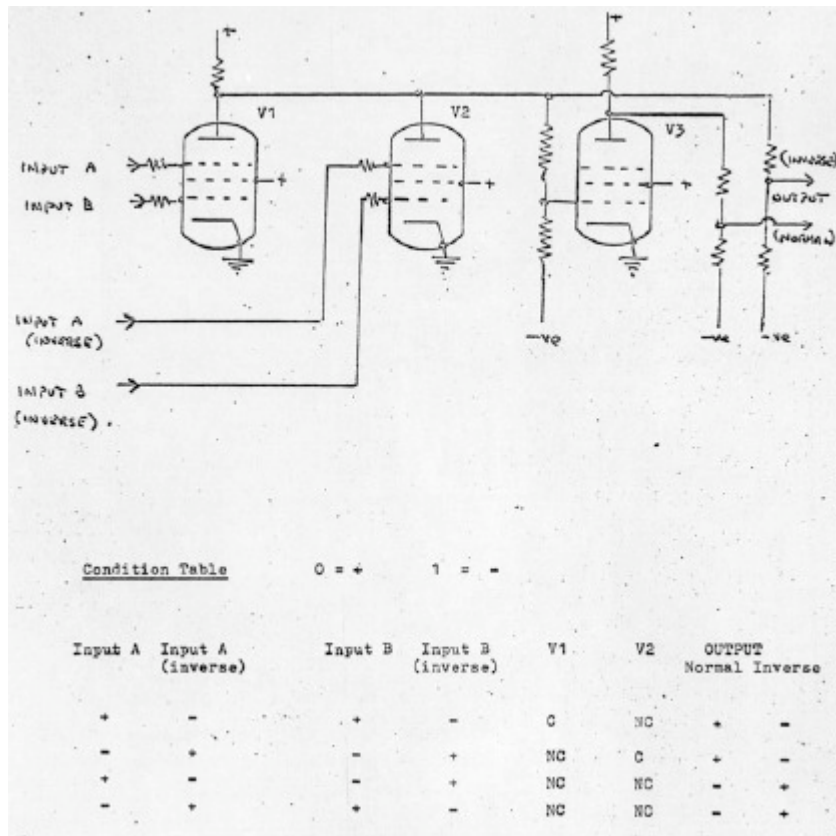 +
+
V1
V2
V3
INPUT A
+
+
+
(INVERSE)
INPUT B
OUTPUT
(NORMAL)
INPUT A
(INVERSE)
-ve
-ve
-ve
INPUT B
(INVERSE)
Condition Table 0 = + 1 = -
Input A Input A Input B Input B V1 V2 OUTPUT
(inverse) (inverse) Normal Inverse
+ - + - C NC + -
- + - + NC C + -
+ - - + NC NC - +
- + + - NC NC - +